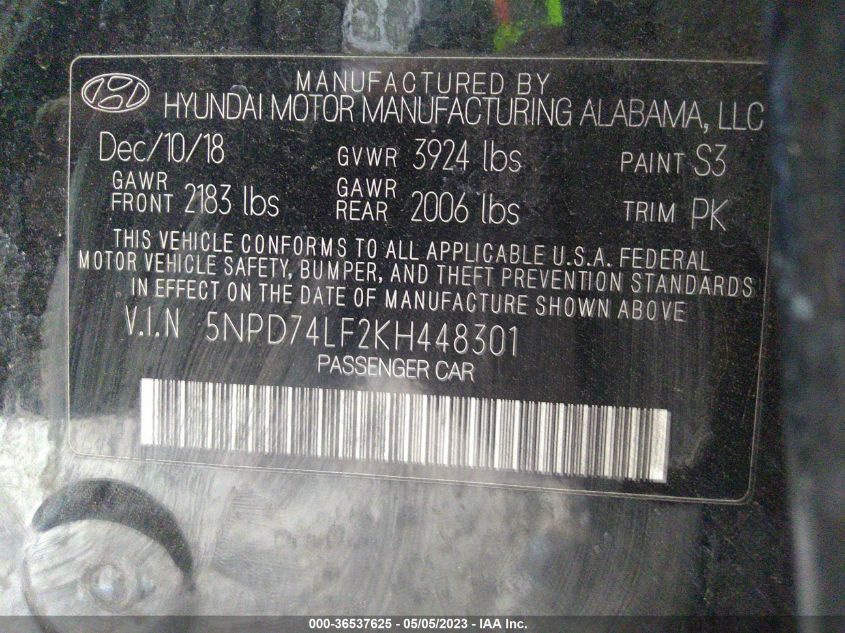 MANUFACTURED BY
HYUNDAI MOTOR MANUFACTURING ALABAMA, LLC
Dec/10/18 GVWR 3924 lbs PAINT S3
GAWR FRONT 2183 lbs GAWR REAR 2006 lbs TRIM PK
THIS VEHICLE CONFORMS TO ALL APPLICABLE U.S.A. FEDERAL
MOTOR VEHICLE SAFETY, BUMPER, AND THEFT PREVENTION STANDARDS
IN EFFECT ON THE DATE OF MANUFACTURE SHOWN ABOVE
V.I.N 5NPD74LF2KH448301
PASSENGER CAR
000-36537625 - 05/05/2023 - IAA Inc.